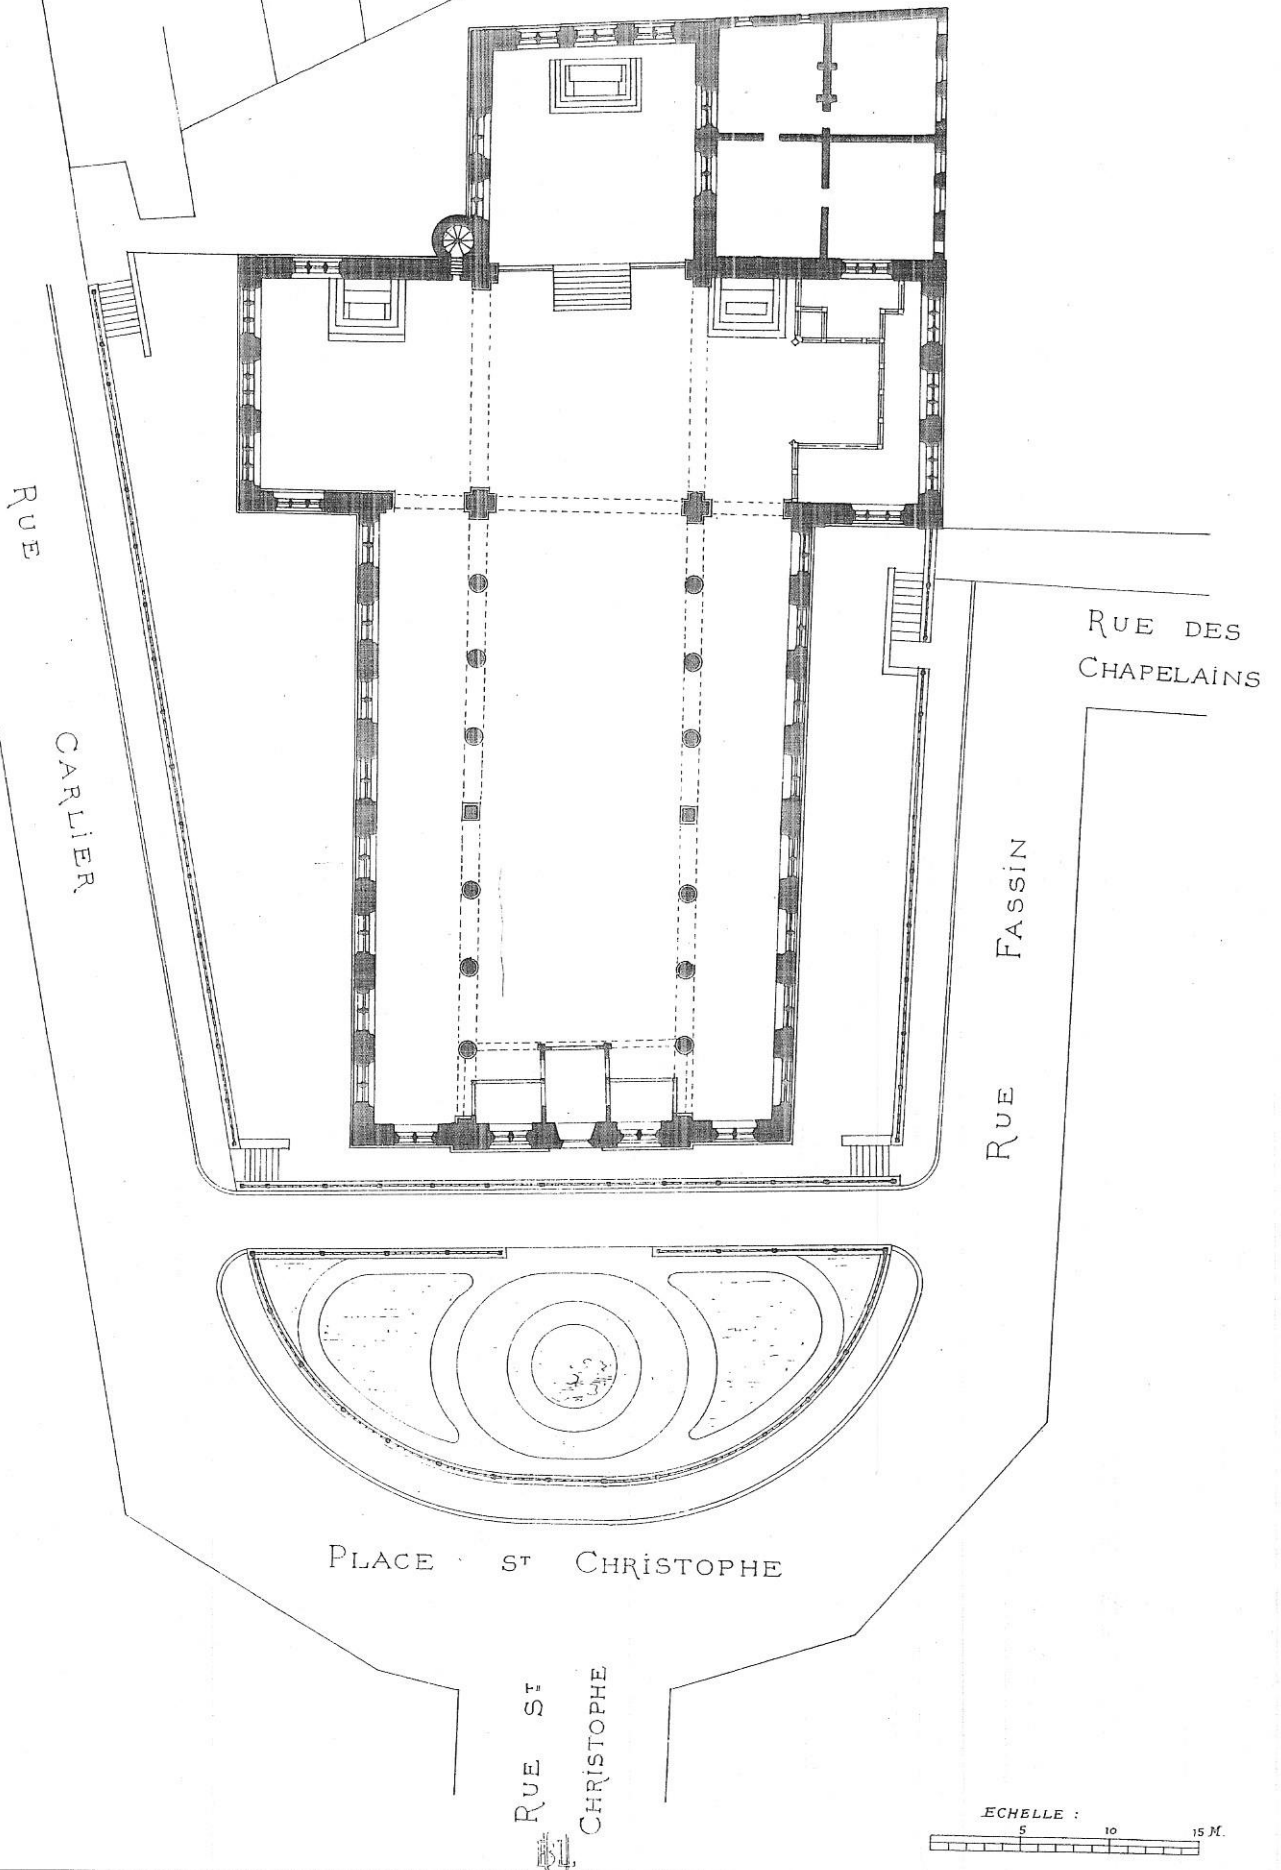 RUE
CARLIER
RUE DES
CHAPELAINS
RUE FASSIN
PLACE ST CHRISTOPHE
RUE ST
CHRISTOPHE
ECHELLE :
5 10 15 M.